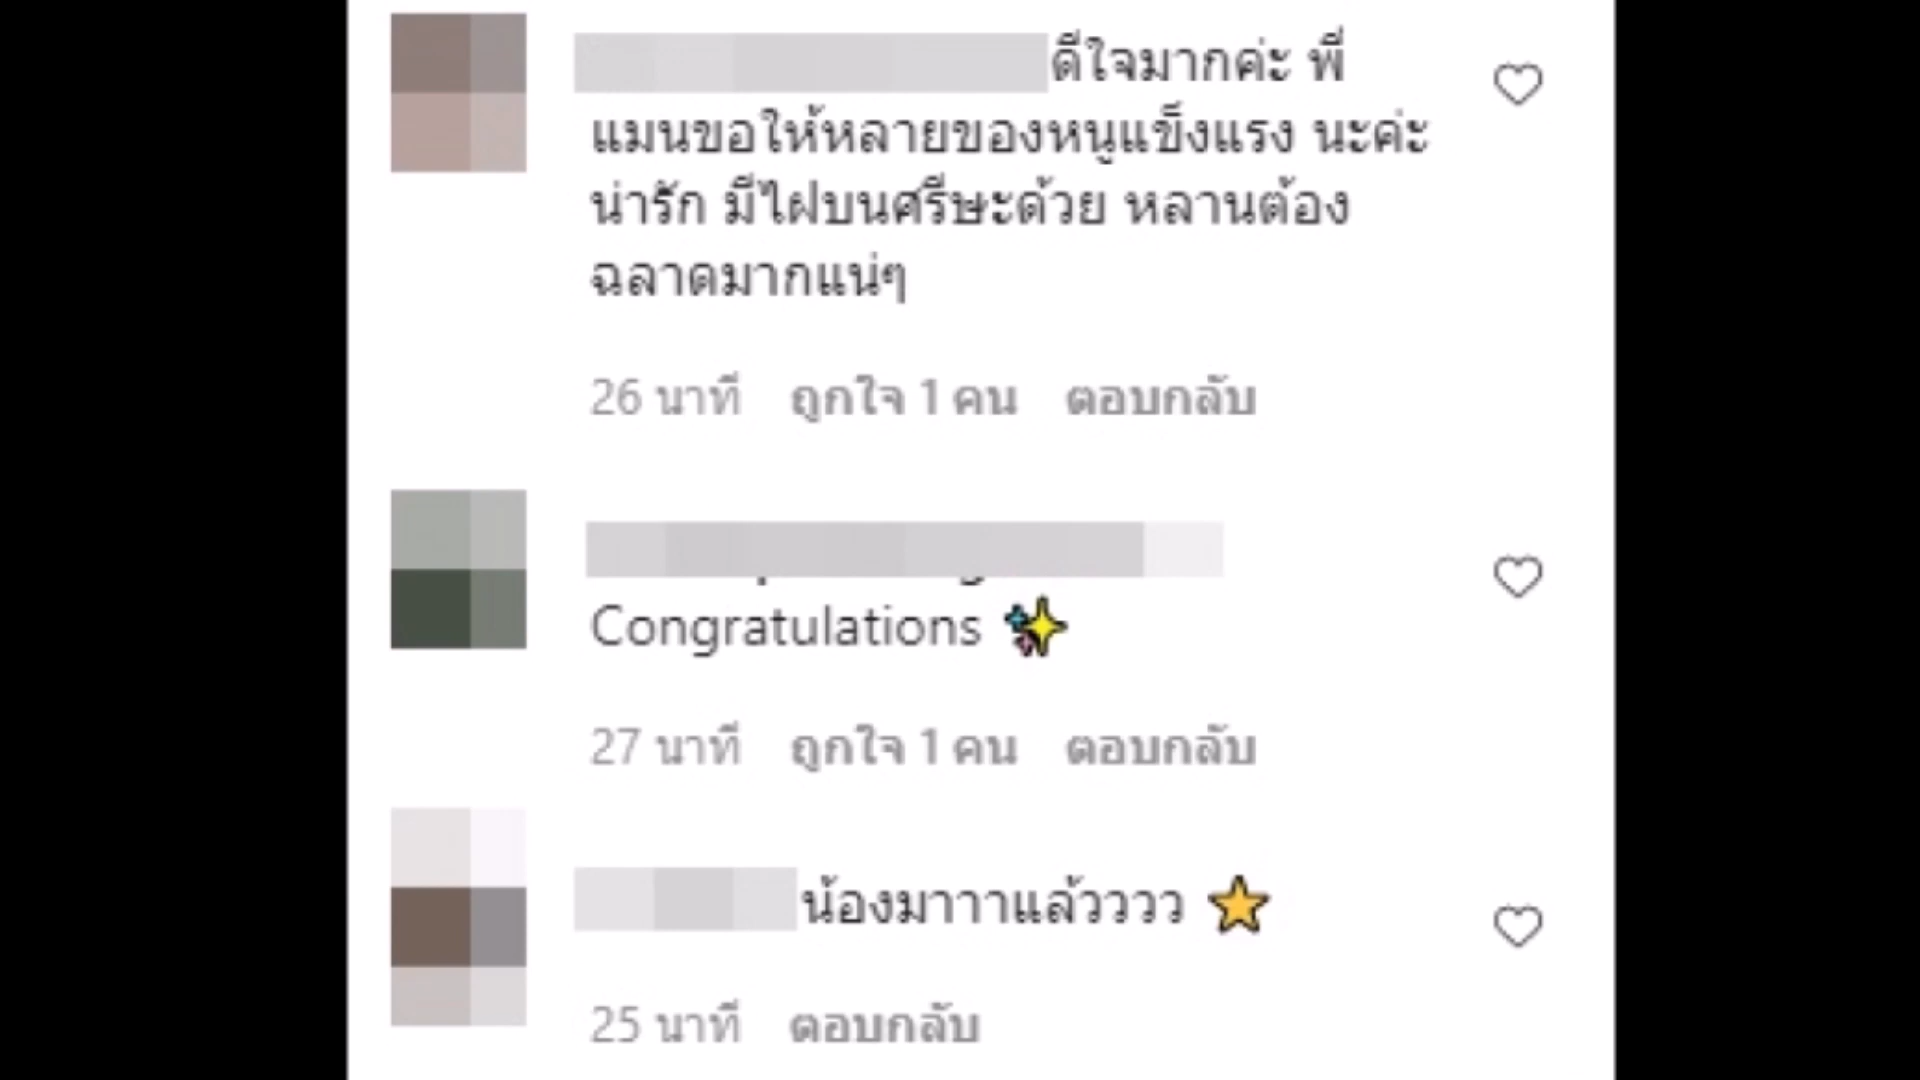 ดีใจมากค่ะ พี่
แมนขอให้หลายของหนูแข็งแรง นะค่ะ
น่ารัก มีไฝบนศรีษะด้วย หลานต้อง
ฉลาดมากแน่ๆ
26 นาที ถูกใจ 1 คน ตอบกลับ
Congratulations ✨
27 นาที ถูกใจ 1 คน ตอบกลับ
น้องมาาาแล้วววว ⭐
25 นาที ตอบกลับ